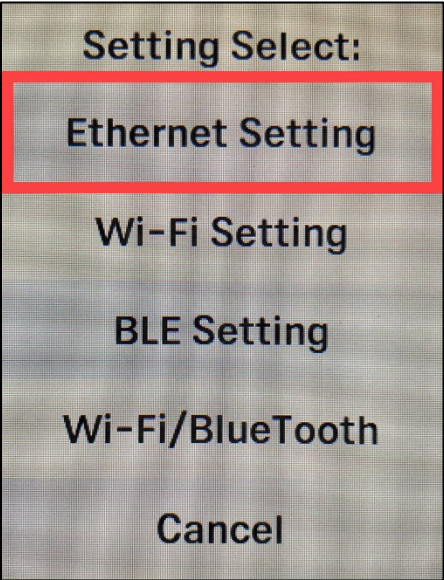 Setting Select:
Ethernet Setting
Wi-Fi Setting
BLE Setting
Wi-Fi/BlueTooth
Cancel